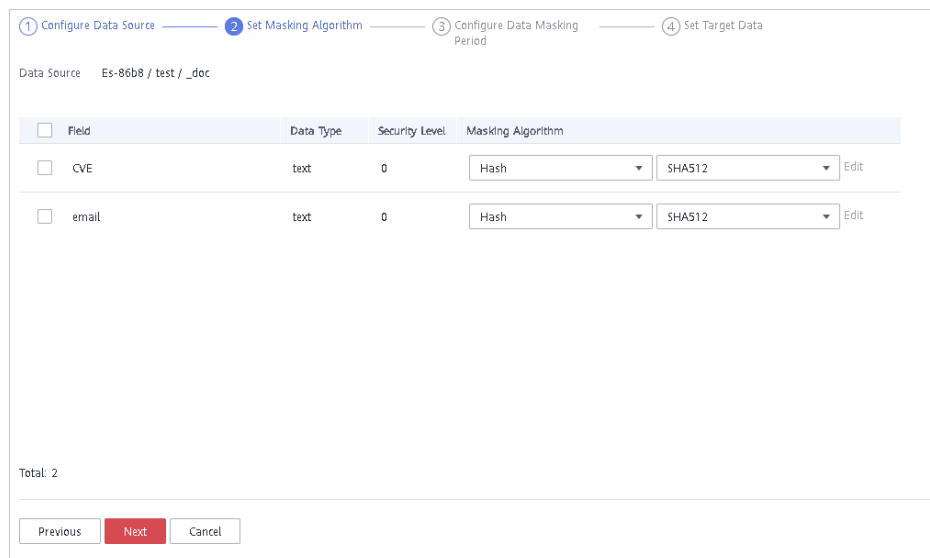 1 Configure Data Source 2 Set Masking Algorithm 3 Configure Data Masking Period 4 Set Target Data
Data Source Es-86b8 / test / _doc
Field Data Type Security Level Masking Algorithm
CVE text 0 Hash SHA512 Edit
email text 0 Hash SHA512 Edit
Total: 2
Previous Next Cancel